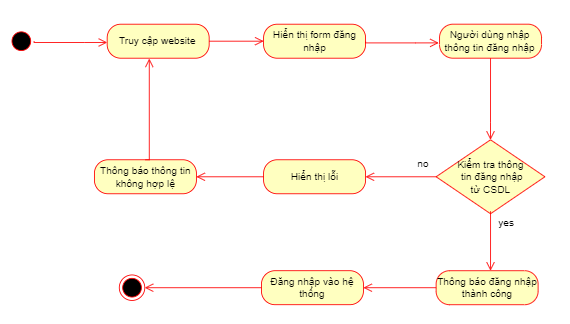 Truy cập website
Hiển thị form đăng
nhập
Người dùng nhập
thông tin đăng nhập
Kiểm tra thông
tin đăng nhập
từ CSDL
no
Hiển thị lỗi
Thông báo thông tin
không hợp lệ
yes
Thông báo đăng nhập
thành công
Đăng nhập vào hệ
thống